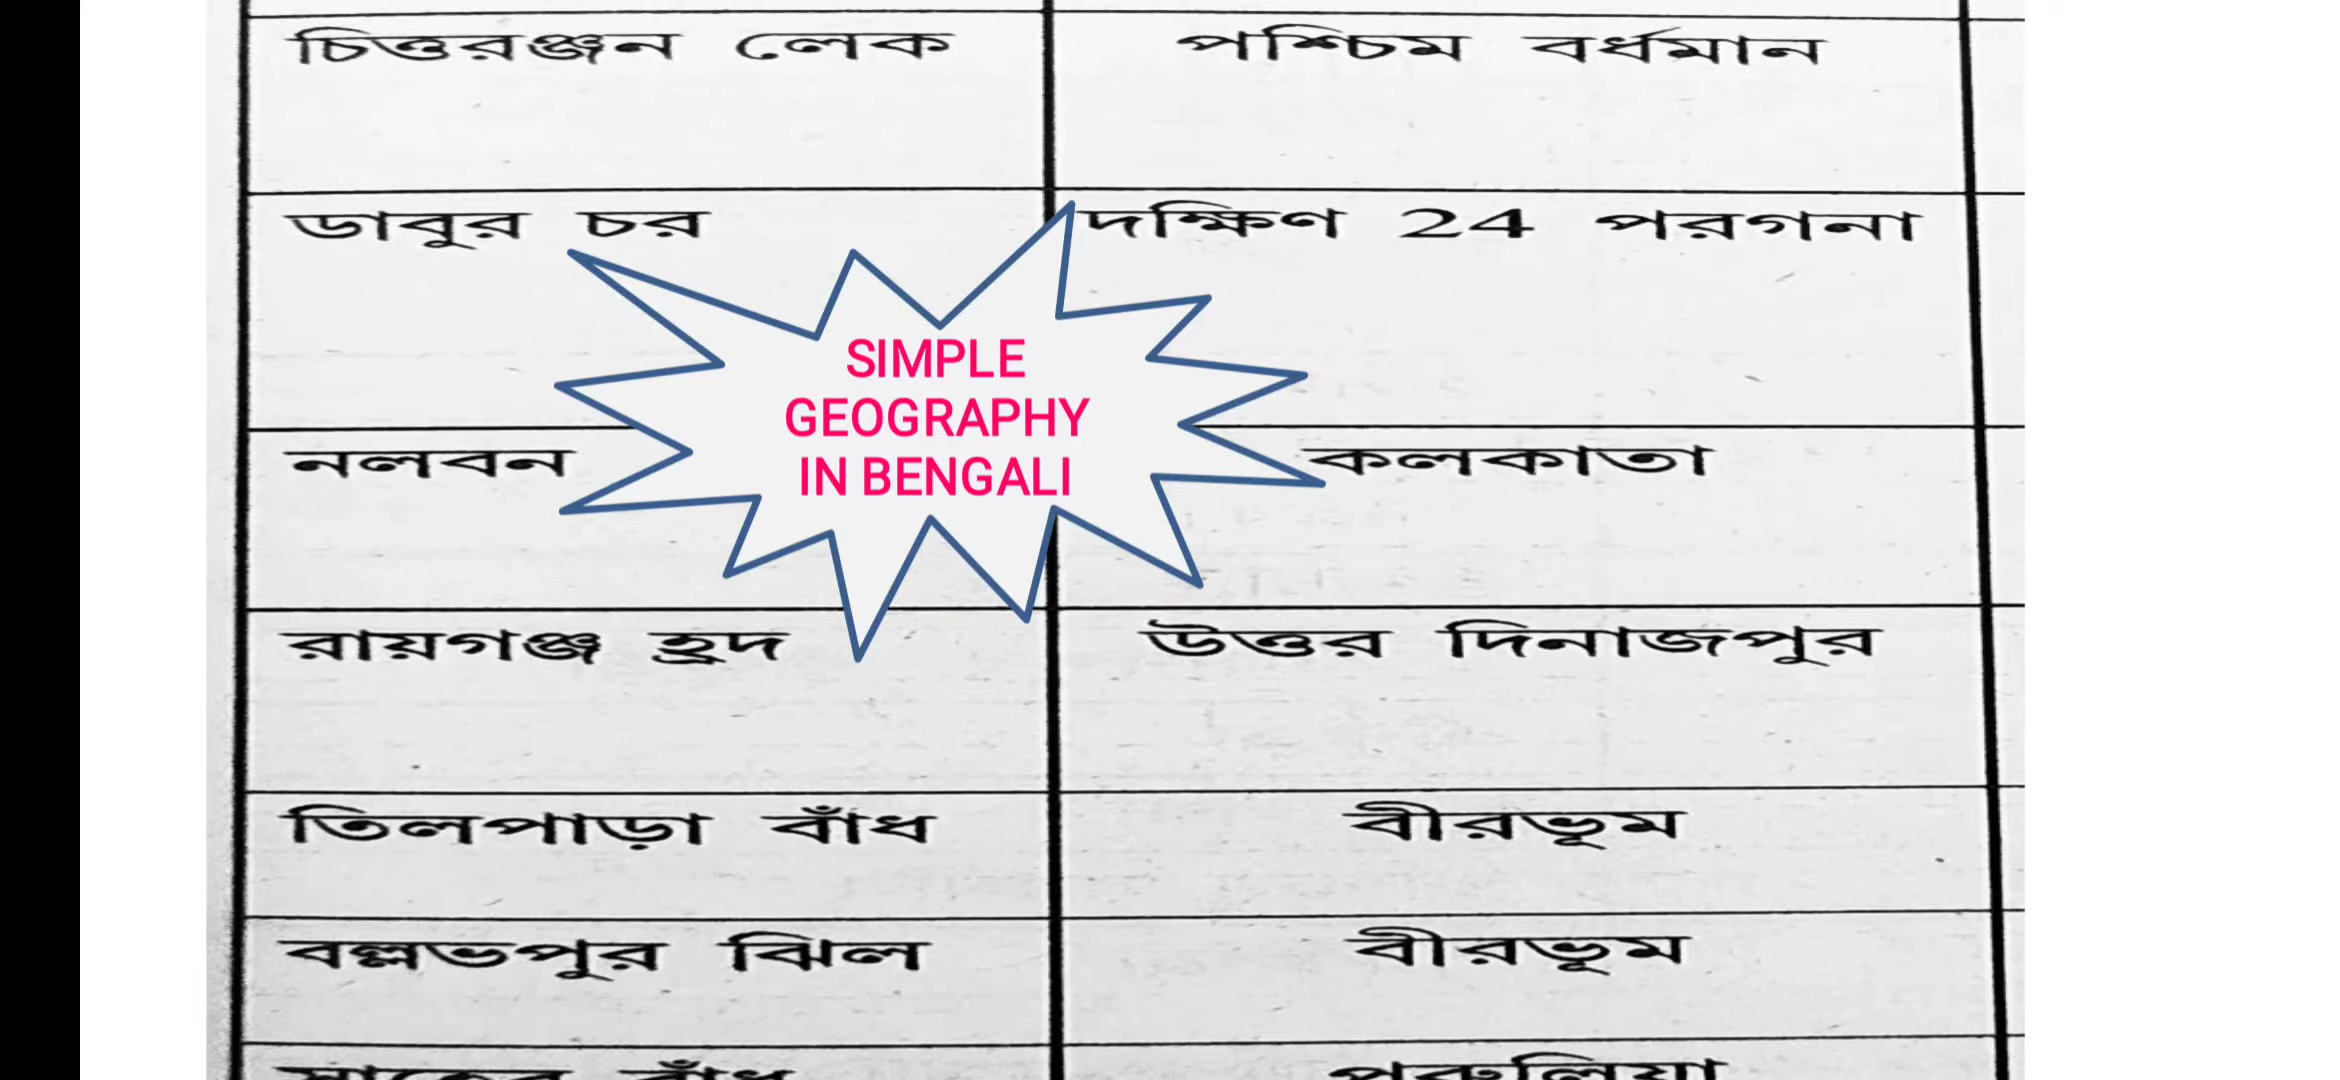 চিত্তরঞ্জন লেক পশ্চিম বর্ধমান
ডাবুর চর দক্ষিণ 24 পরগনা
SIMPLE
GEOGRAPHY
IN BENGALI
নলবন কলকাতা
রায়গঞ্জ হ্রদ উত্তর দিনাজপুর
তিলপাড়া বাঁধ বীরভূম
বল্লভপুর ঝিল বীরভূম
সাহেব বাঁধ পুরুলিয়া